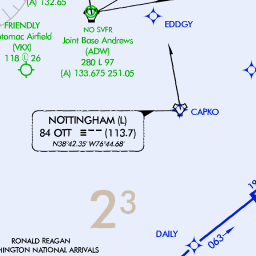 (A) 132.65
NO SVFR
Joint Base Andrews
(ADW)
280 L 97
(A) 133.675 251.05
EDDGY
FRIENDLY
tomac Airfield
(VKX)
118 L 26
CAPKO
NOTTINGHAM (L)
84 OTT (113.7)
N38°42.35' W76°44.68'
2 3
DAILY
063
19
RONALD REAGAN
HINGTON NATIONAL ARRIVALS